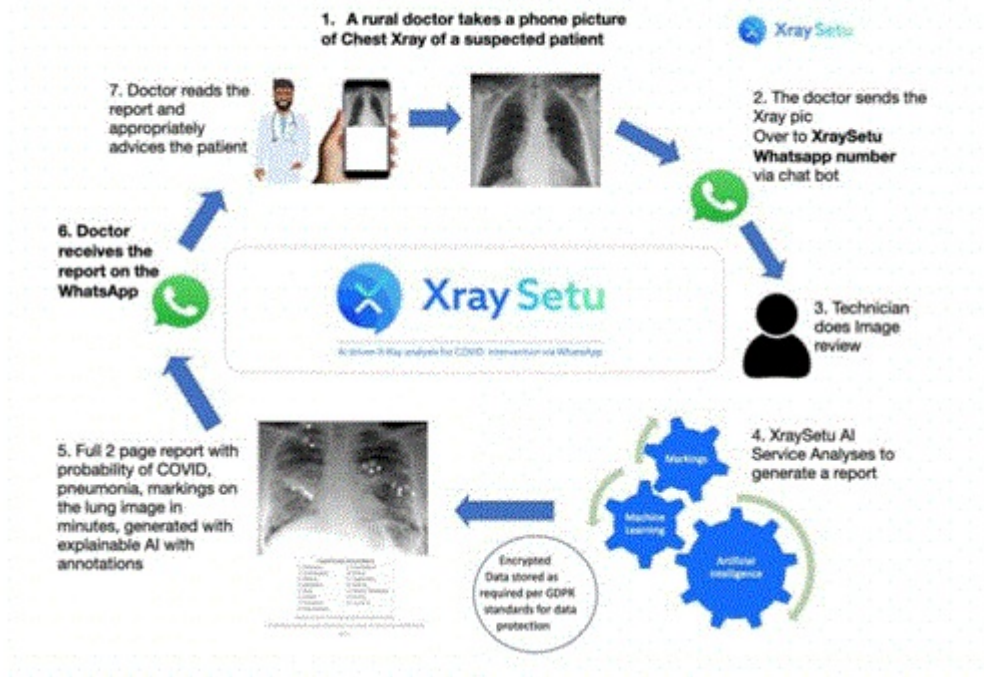 1. A rural doctor takes a phone picture
of Chest Xray of a suspected patient
XraySetu
7. Doctor reads the
report and
appropriately
advices the patient
2. The doctor sends the
Xray pic
Over to XraySetu
Whatsapp number
via chat bot
6. Doctor
receives the
report on the
WhatsApp
Xray Setu
AI driven X-Ray analysis for COVID intervention via WhatsApp
3. Technician
does Image
review
5. Full 2 page report with
probability of COVID,
pneumonia, markings on
the lung image in
minutes, generated with
explainable AI with
annotations
4. XraySetu AI
Service Analyses to
generate a report
Markings
Machine
Learning
Artificial
Intelligence
Encrypted
Data stored as
required per GDPR
standards for data
protection